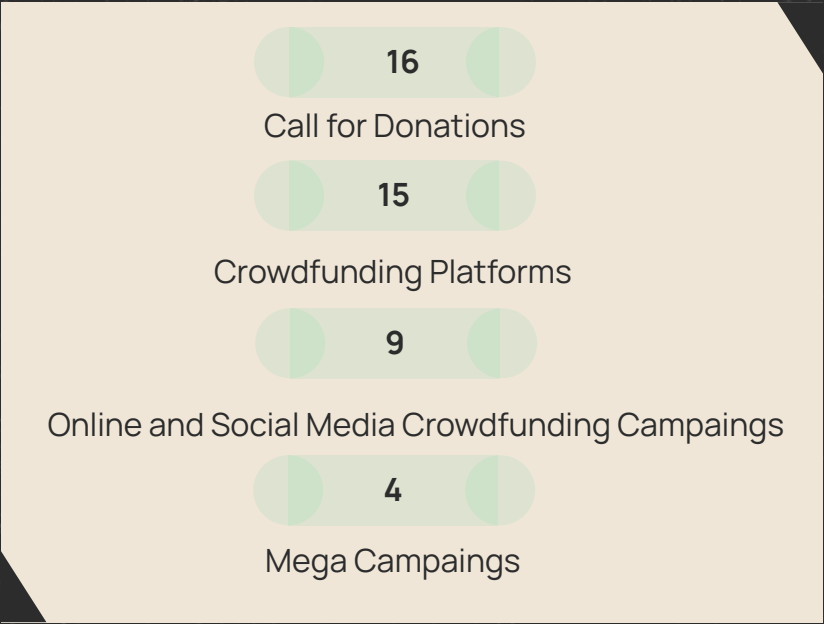 16
Call for Donations
15
Crowdfunding Platforms
9
Online and Social Media Crowdfunding Campaings
4
Mega Campaings